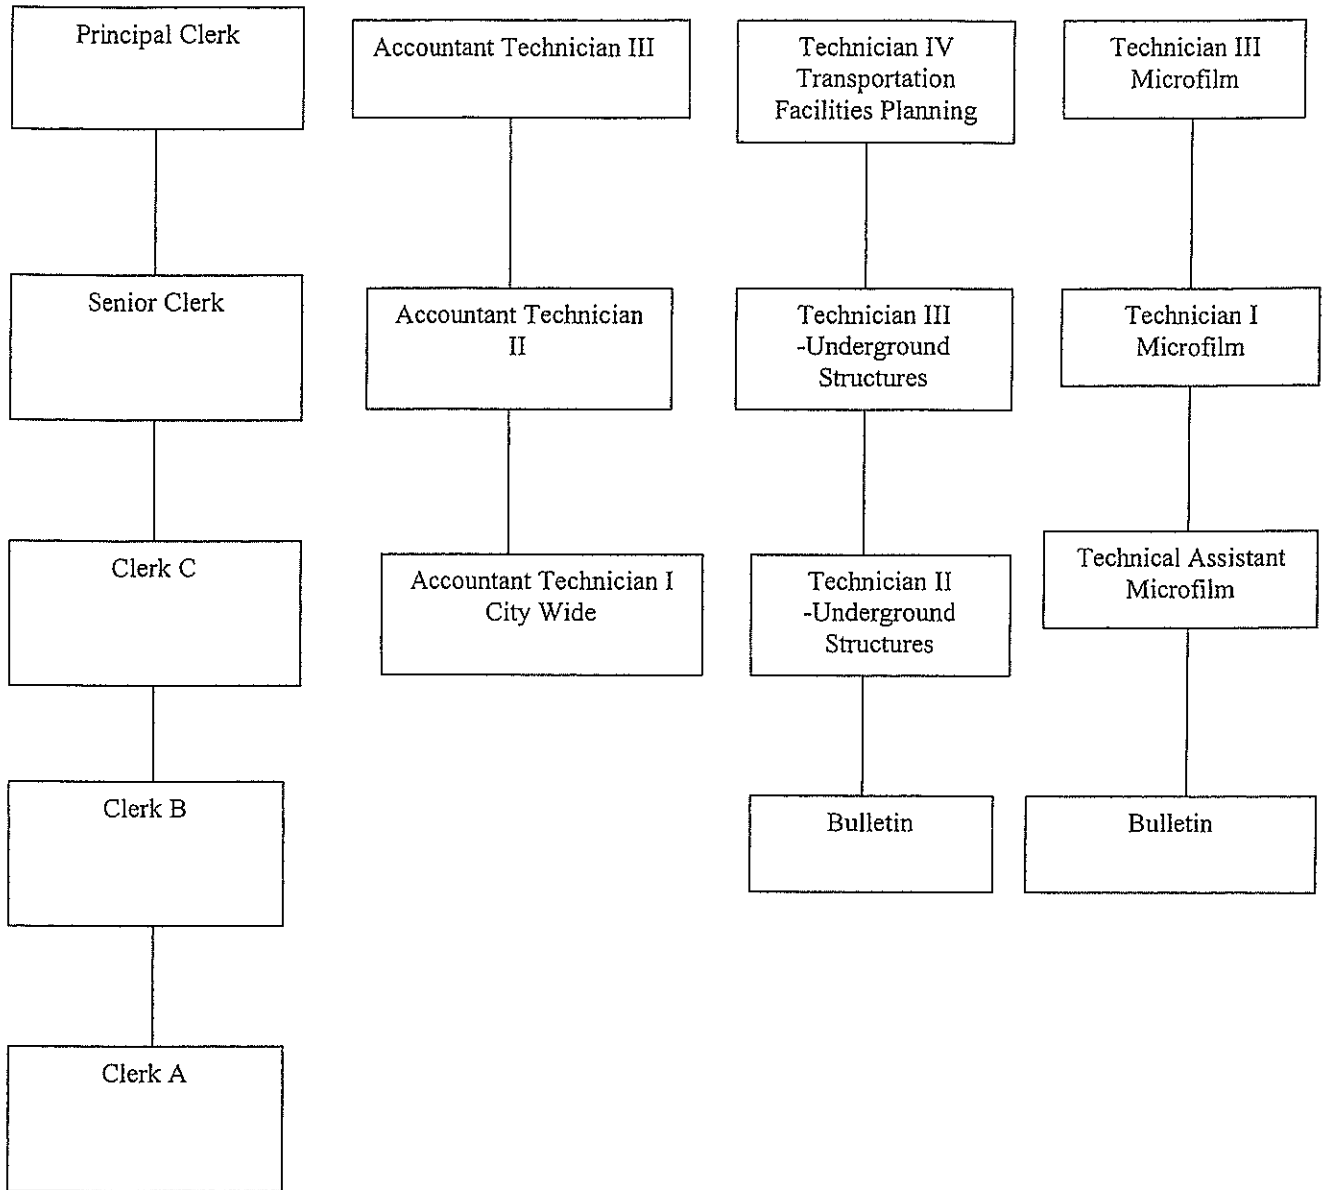 Principal Clerk
Senior Clerk
Clerk C
Clerk B
Clerk A
Accountant Technician III
Accountant Technician
II
Accountant Technician I
City Wide
Technician IV
Transportation
Facilities Planning
Technician III
-Underground
Structures
Technician II
-Underground
Structures
Bulletin
Technician III
Microfilm
Technician I
Microfilm
Technical Assistant
Microfilm
Bulletin